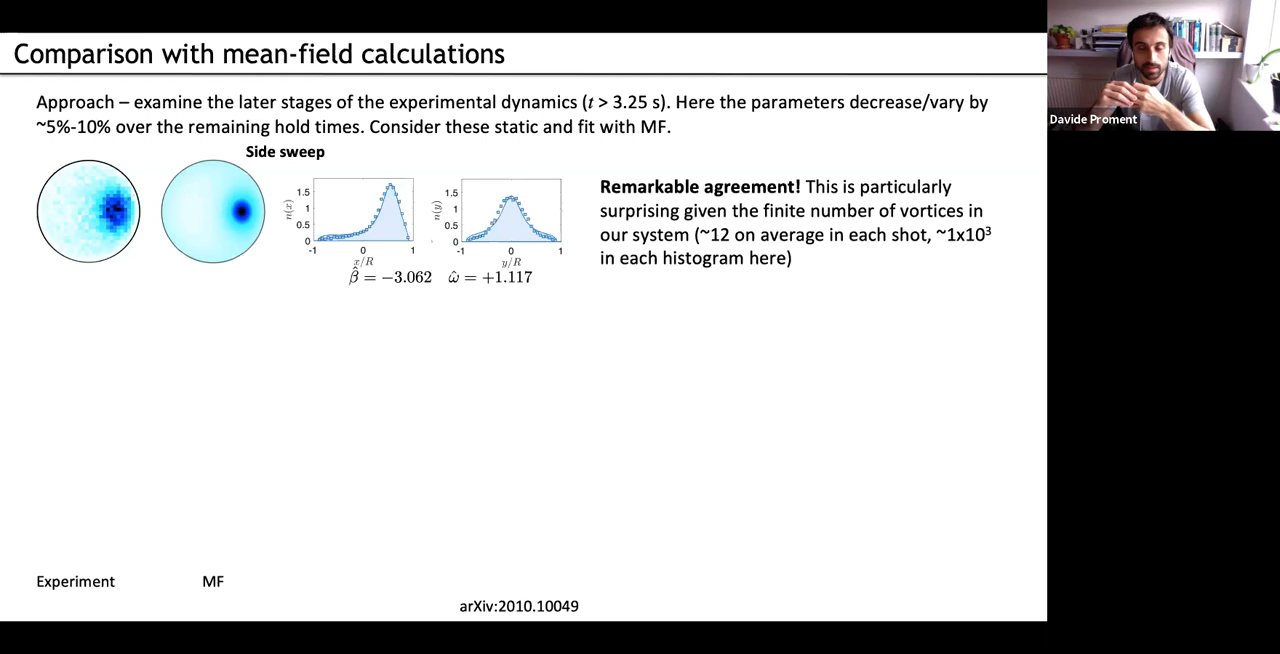 Comparison with mean-field calculations
Approach – examine the later stages of the experimental dynamics (t > 3.25 s). Here the parameters decrease/vary by
~5%-10% over the remaining hold times. Consider these static and fit with MF.
Side sweep
n(x)
1.5
1
0.5
0
-1
0
1
x/R
n(y)
1.5
1
0.5
0
-1
0
1
y/R
β̂ = −3.062 ω̂ = +1.117
Remarkable agreement! This is particularly
surprising given the finite number of vortices in
our system (~12 on average in each shot, ~1x10³
in each histogram here)
Experiment
MF
arXiv:2010.10049
Davide Proment